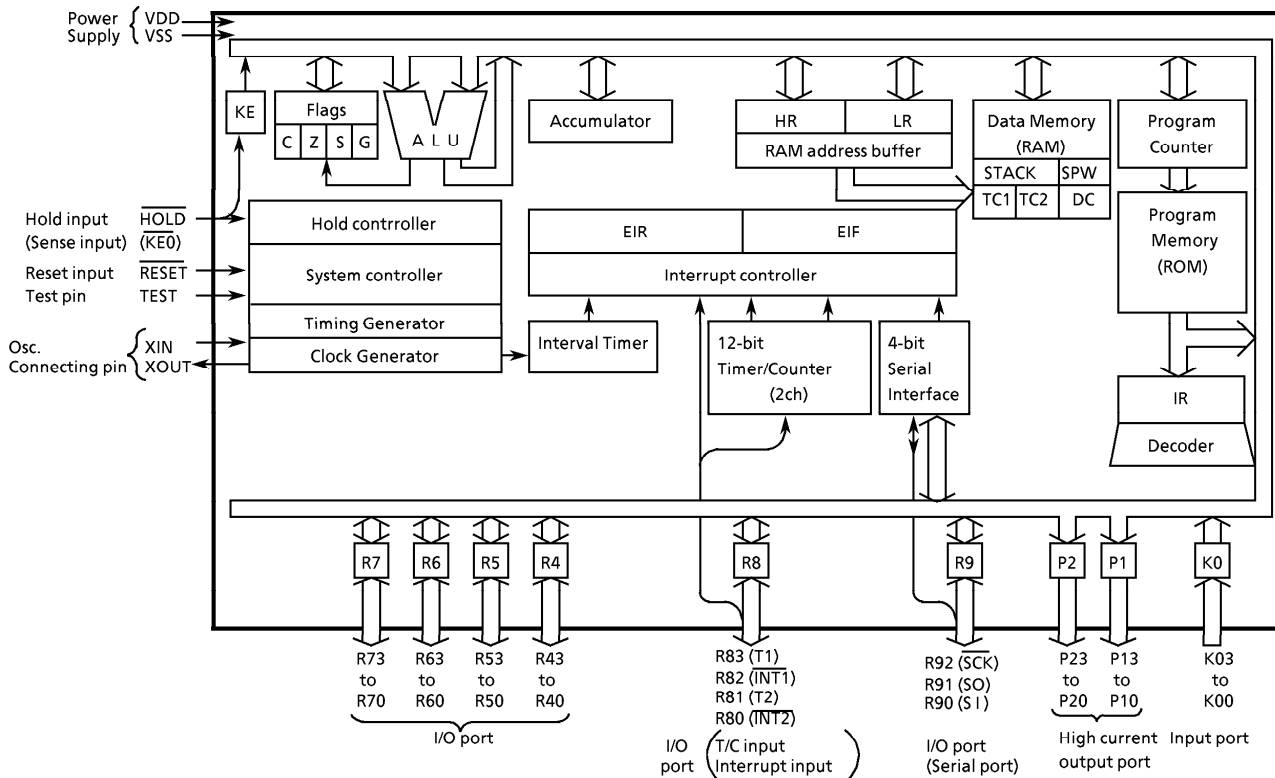 Power VDD
Supply VSS
KE
Flags
C Z S G
A L U
Accumulator
HR LR
RAM address buffer
Data Memory
(RAM)
STACK SPW
TC1 TC2 DC
Program
Counter
Program
Memory
(ROM)
IR
Decoder
Hold input HOLD
(Sense input) (KE0)
Reset input RESET
Test pin TEST
Osc.
Connecting pin
XIN
XOUT
Hold contrroller
System controller
Timing Generator
Clock Generator
EIR EIF
Interrupt controller
Interval Timer
12-bit
Timer/Counter
(2ch)
4-bit
Serial
Interface
R7 R6 R5 R4 R8 R9 P2 P1 K0
R73
to
R70
R63
to
R60
R53
to
R50
R43
to
R40
I/O port
R83 (T1)
R82 (INT1)
R81 (T2)
R80 (INT2)
I/O
port
T/C input
Interrupt input
R92 (SCK)
R91 (SO)
R90 (S I)
I/O port
(Serial port)
P23
to
P20
P13
to
P10
High current
output port
K03
to
K00
Input port